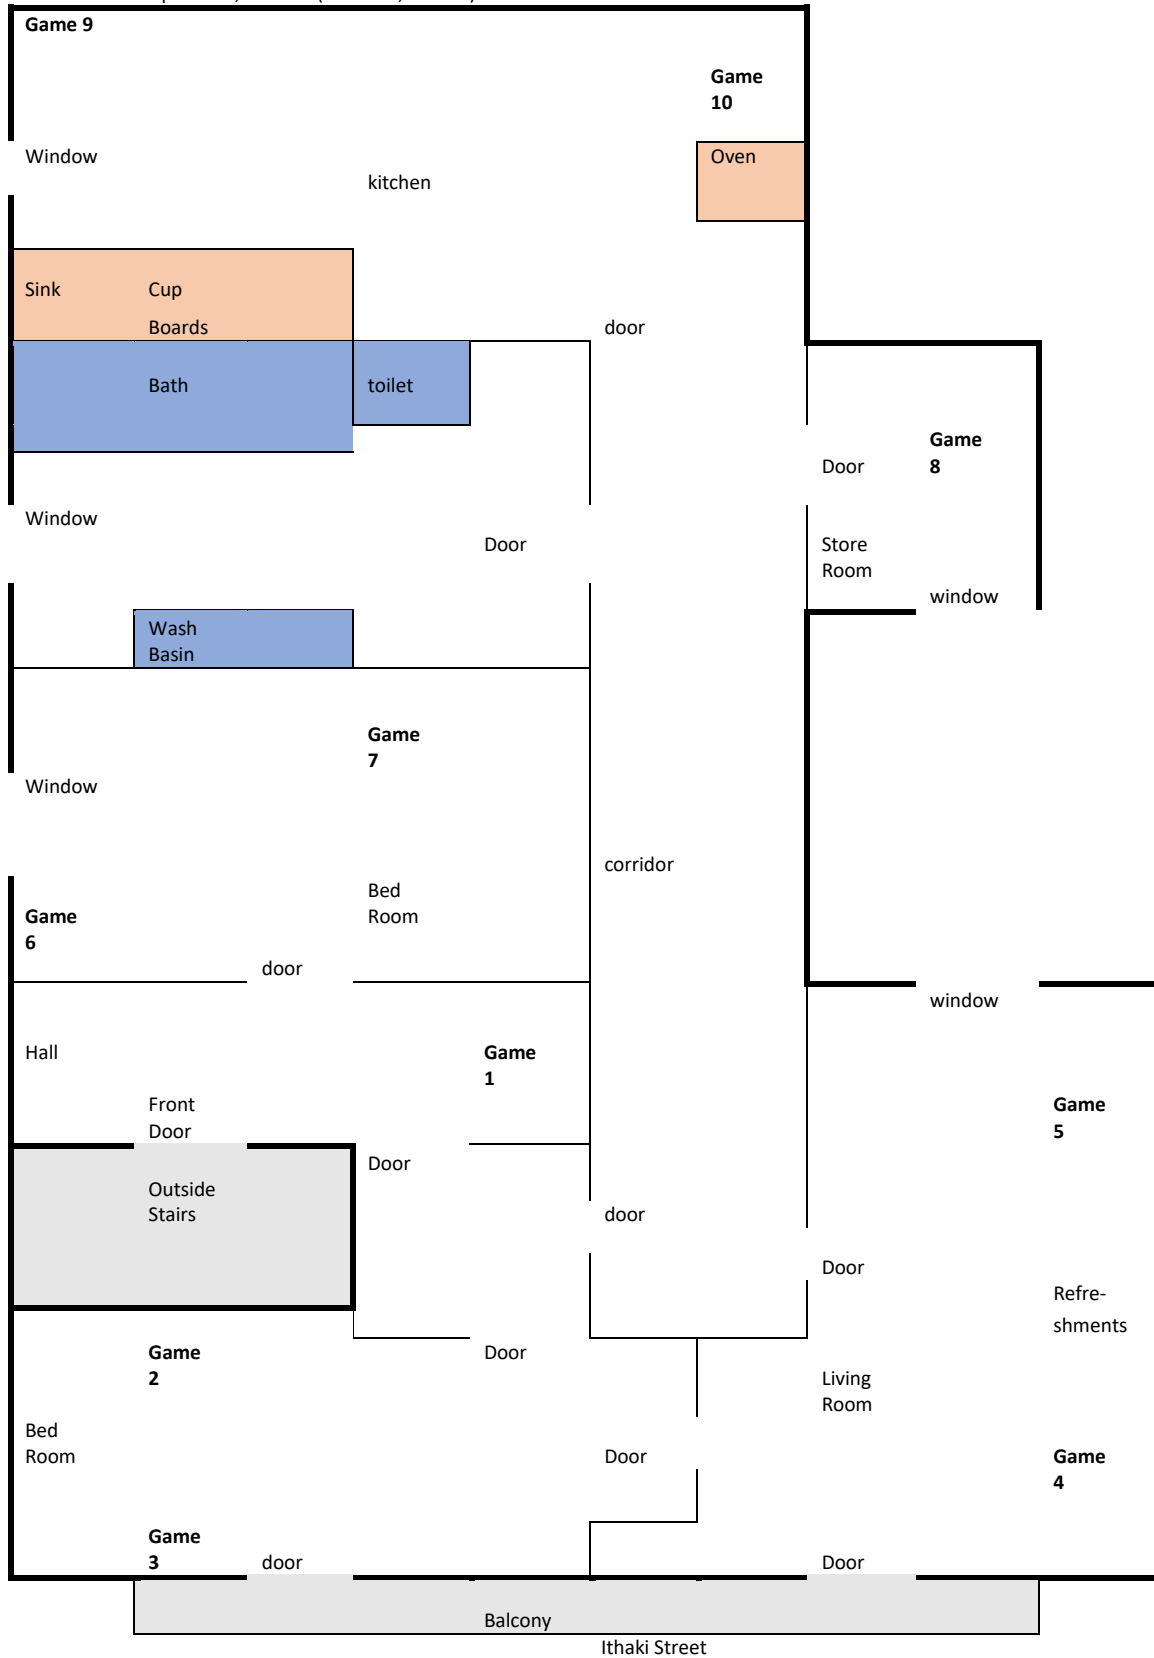 Game 9
Game
10
Window
Oven
kitchen
Sink
Cup
Boards
door
Bath
toilet
Game
8
Door
Window
Door
Store
Room
window
Wash
Basin
Game
7
Window
corridor
Bed
Room
Game
6
door
window
Hall
Game
1
Front
Door
Game
5
Door
Outside
Stairs
door
Door
Refre-
shments
Game
2
Door
Living
Room
Bed
Room
Door
Game
4
Game
3
door
Door
Balcony
Ithaki Street